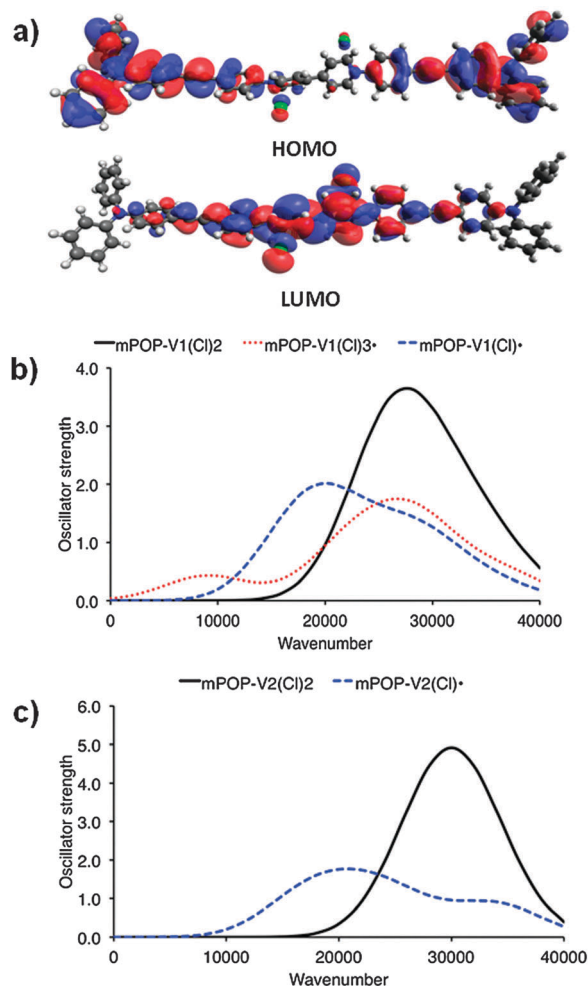 a)
HOMO
LUMO
mPOP-V1(Cl)2 mPOP-V1(Cl)3• mPOP-V1(Cl)•
b)
4.0
3.0
2.0
1.0
0.0
Oscillator strength
0 10000 20000 30000 40000
Wavenumber
mPOP-V2(Cl)2 mPOP-V2(Cl)•
c)
6.0
5.0
4.0
3.0
2.0
1.0
0.0
Oscillator strength
0 10000 20000 30000 40000
Wavenumber